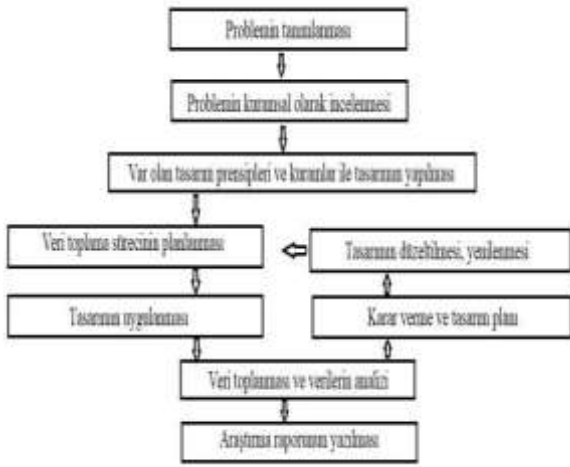 Problemin tanımlanması
Problemin kuramsal olarak incelenmesi
Var olan tasarım prensipleri ve kuramlar ile tasarımın yapılması
Veri toplama sürecinin planlanması
Tasarımın düzeltilmesi, yenilenmesi
Tasarımın uygulanması
Karar verme ve tasarım planı
Veri toplanması ve verilerin analizi
Araştırma raporunun yazılması